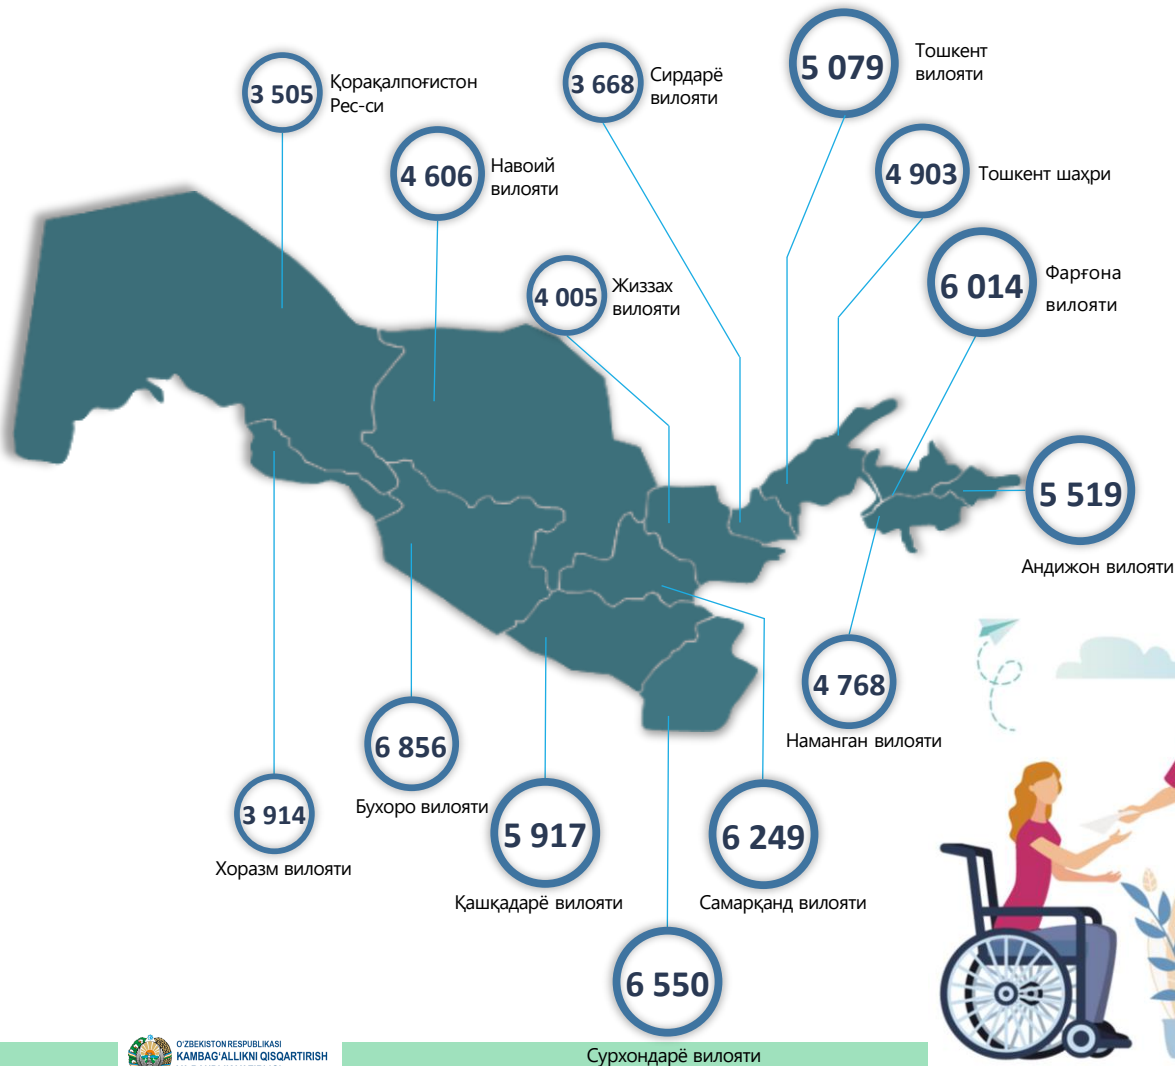 5 079
Тошкент
вилояти
3 505
Қорақалпоғистон
Рес-си
3 668
Сирдарё
вилояти
4 606
Навоий
вилояти
4 903
Тошкент шаҳри
6 014
Фарғона
вилояти
4 005
Жиззах
вилояти
5 519
Андижон вилояти
4 768
Наманган вилояти
6 856
Бухоро вилояти
3 914
Хоразм вилояти
5 917
Қашқадарё вилояти
6 249
Самарқанд вилояти
6 550
Сурхондарё вилояти
O'ZBEKISTON RESPUBLIKASI
KAMBAG'ALLIKNI QISQARTIRISH